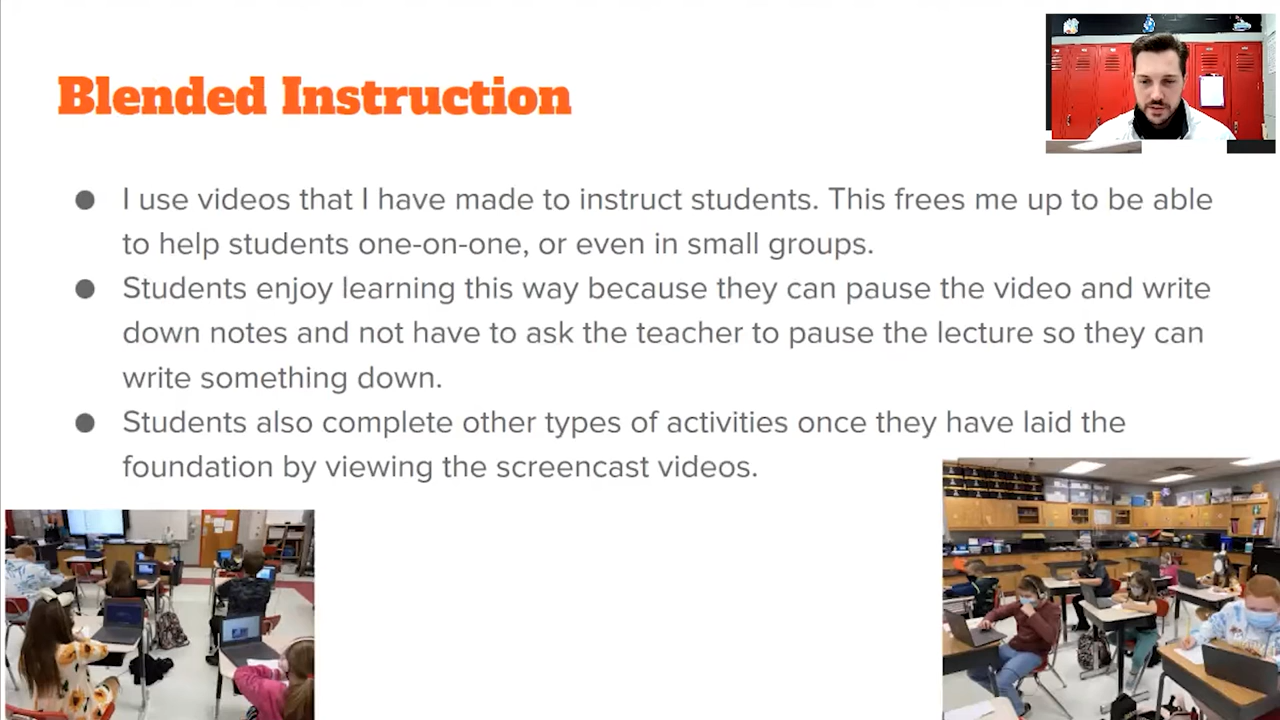 Blended Instruction
● I use videos that I have made to instruct students. This frees me up to be able
to help students one-on-one, or even in small groups.
● Students enjoy learning this way because they can pause the video and write
down notes and not have to ask the teacher to pause the lecture so they can
write something down.
● Students also complete other types of activities once they have laid the
foundation by viewing the screencast videos.